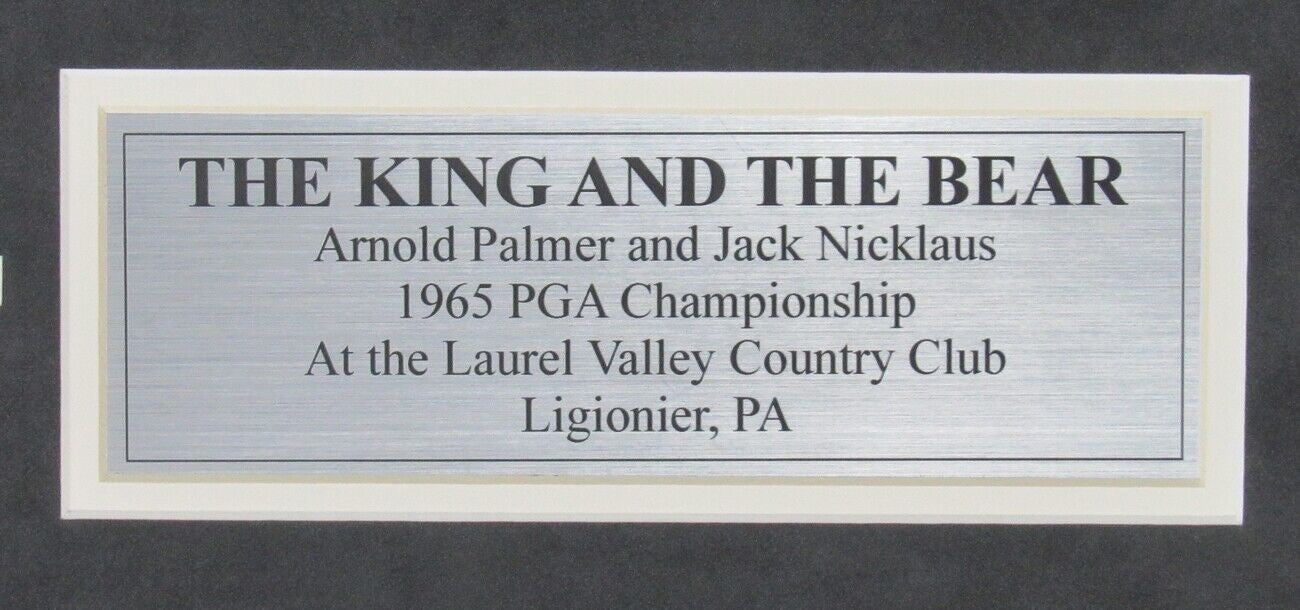 THE KING AND THE BEAR
Arnold Palmer and Jack Nicklaus
1965 PGA Championship
At the Laurel Valley Country Club
Ligionier, PA